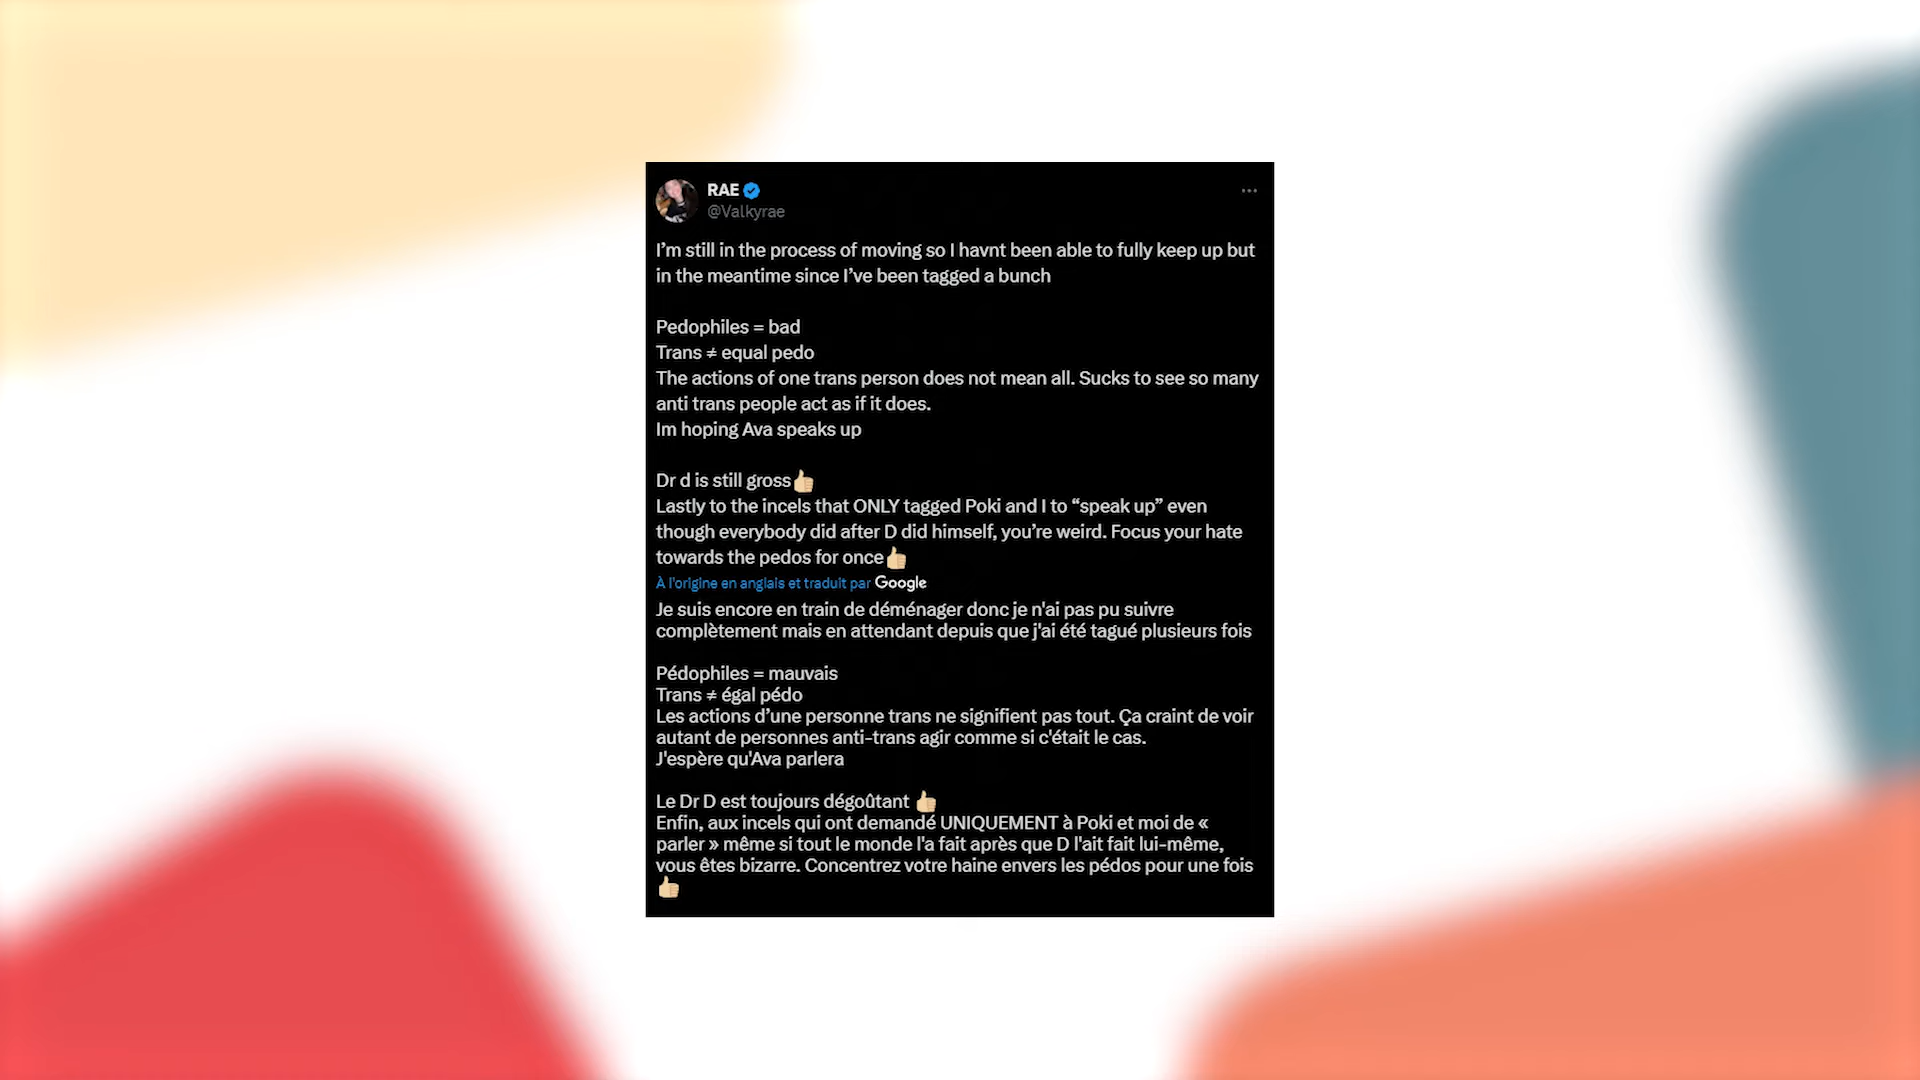 RAE
@Valkyrae
I’m still in the process of moving so I havnt been able to fully keep up but
in the meantime since I’ve been tagged a bunch
Pedophiles = bad
Trans ≠ equal pedo
The actions of one trans person does not mean all. Sucks to see so many
anti trans people act as if it does.
Im hoping Ava speaks up
Dr d is still gross👍🏼
Lastly to the incels that ONLY tagged Poki and I to “speak up” even
though everybody did after D did himself, you’re weird. Focus your hate
towards the pedos for once👍🏼
À l'origine en anglais et traduit par Google
Je suis encore en train de déménager donc je n'ai pas pu suivre
complètement mais en attendant depuis que j'ai été tagué plusieurs fois
Pédophiles = mauvais
Trans ≠ égal pédo
Les actions d’une personne trans ne signifient pas tout. Ça craint de voir
autant de personnes anti-trans agir comme si c'était le cas.
J'espère qu'Ava parlera
Le Dr D est toujours dégoûtant 👍🏼
Enfin, aux incels qui ont demandé UNIQUEMENT à Poki et moi de «
parler » même si tout le monde l'a fait après que D l'ait fait lui-même,
vous êtes bizarre. Concentrez votre haine envers les pédos pour une fois
👍🏼